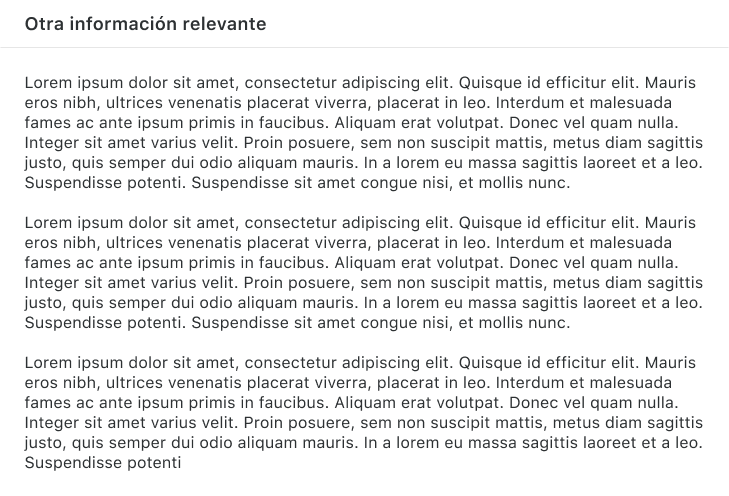 Otra información relevante
Lorem ipsum dolor sit amet, consectetur adipiscing elit. Quisque id efficitur elit. Mauris
eros nibh, ultrices venenatis placerat viverra, placerat in leo. Interdum et malesuada
fames ac ante ipsum primis in faucibus. Aliquam erat volutpat. Donec vel quam nulla.
Integer sit amet varius velit. Proin posuere, sem non suscipit mattis, metus diam sagittis
justo, quis semper dui odio aliquam mauris. In a lorem eu massa sagittis laoreet et a leo.
Suspendisse potenti. Suspendisse sit amet congue nisi, et mollis nunc.
Lorem ipsum dolor sit amet, consectetur adipiscing elit. Quisque id efficitur elit. Mauris
eros nibh, ultrices venenatis placerat viverra, placerat in leo. Interdum et malesuada
fames ac ante ipsum primis in faucibus. Aliquam erat volutpat. Donec vel quam nulla.
Integer sit amet varius velit. Proin posuere, sem non suscipit mattis, metus diam sagittis
justo, quis semper dui odio aliquam mauris. In a lorem eu massa sagittis laoreet et a leo.
Suspendisse potenti. Suspendisse sit amet congue nisi, et mollis nunc.
Lorem ipsum dolor sit amet, consectetur adipiscing elit. Quisque id efficitur elit. Mauris
eros nibh, ultrices venenatis placerat viverra, placerat in leo. Interdum et malesuada
fames ac ante ipsum primis in faucibus. Aliquam erat volutpat. Donec vel quam nulla.
Integer sit amet varius velit. Proin posuere, sem non suscipit mattis, metus diam sagittis
justo, quis semper dui odio aliquam mauris. In a lorem eu massa sagittis laoreet et a leo.
Suspendisse potenti